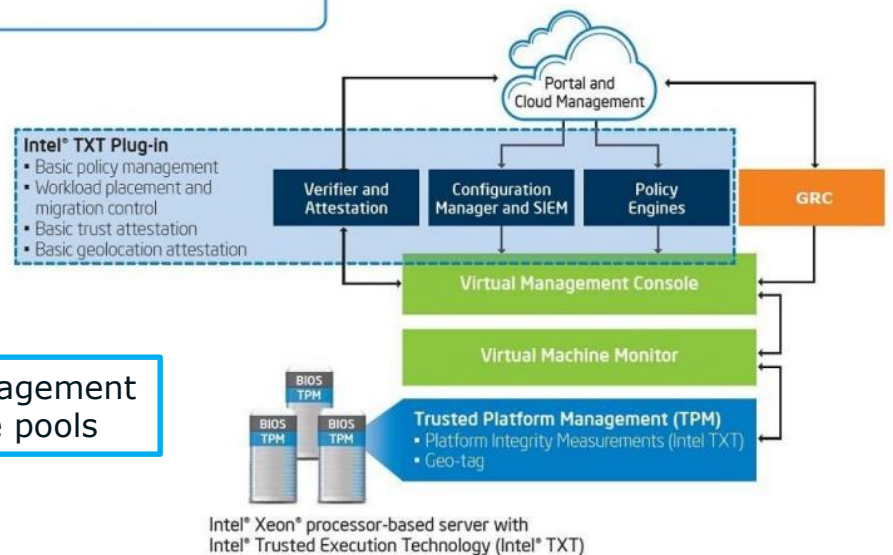 Portal and
Cloud Management
Intel® TXT Plug-in
▪ Basic policy management
▪ Workload placement and
migration control
▪ Basic trust attestation
▪ Basic geolocation attestation
Verifier and
Attestation
Configuration
Manager and SIEM
Policy
Engines
GRC
Virtual Management Console
Virtual Machine Monitor
agement
pools
BIOS
TPM
BIOS
TPM
BIOS
TPM
Trusted Platform Management (TPM)
▪ Platform Integrity Measurements (Intel TXT)
▪ Geo-tag
Intel® Xeon® processor-based server with
Intel® Trusted Execution Technology (Intel® TXT)